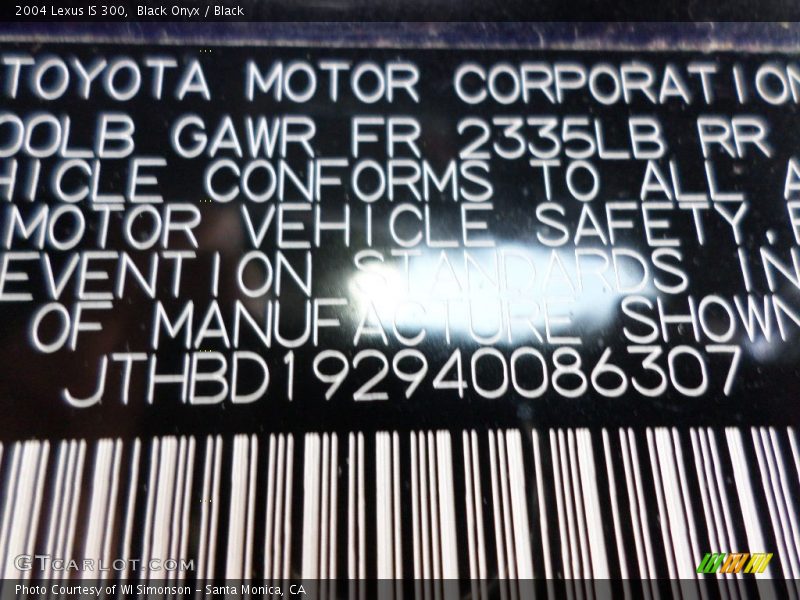 2004 Lexus IS 300,  Black Onyx / Black
TOYOTA MOTOR CORPORATION
00LB GAWR FR 2335LB RR
HICLE CONFORMS TO ALL A
MOTOR VEHICLE SAFETY,
EVENTION STANDARDS IN
OF MANUFACTURE SHOWN
JTHBD192940086307
GTcarlot.com
Photo Courtesy of WI Simonson – Santa Monica, CA